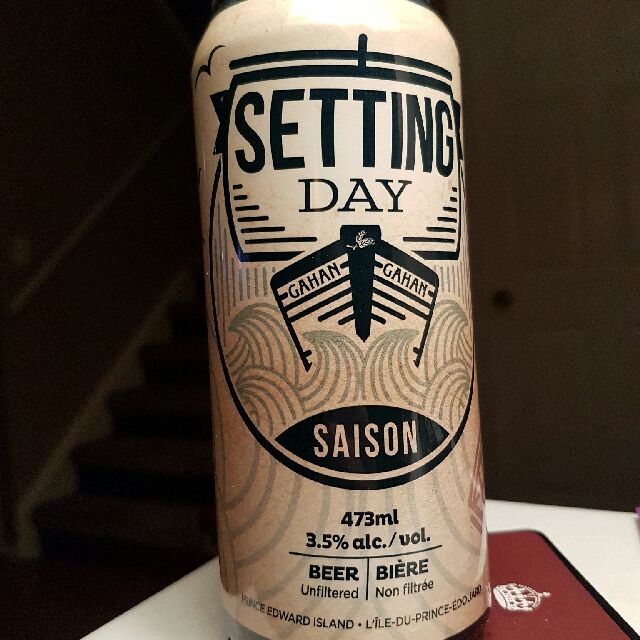 SETTING
DAY
GAHAN GAHAN
SAISON
473ml
3.5% alc./vol.
BEER BIÈRE
Unfiltered Non filtrée
PRINCE EDWARD ISLAND • L'ÎLE-DU-PRINCE-ÉDOUARD